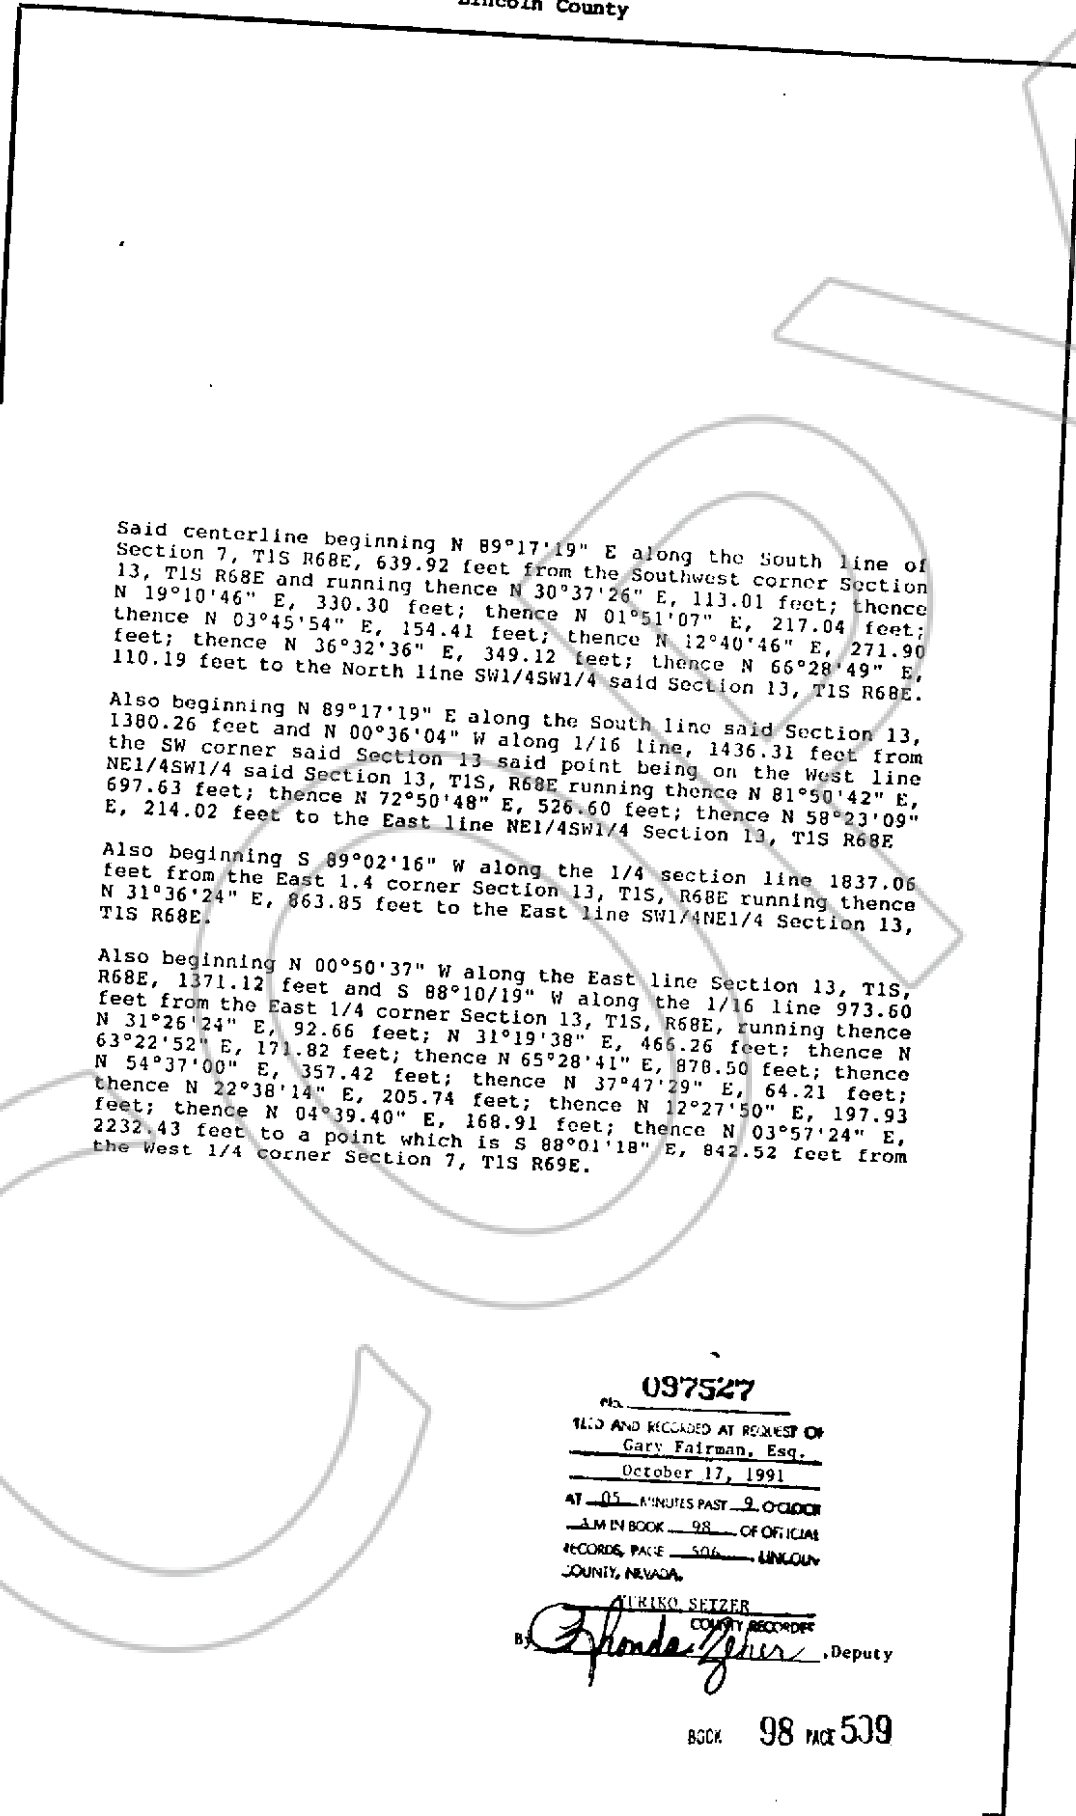 Lincoln County
Said centerline beginning N 89°17'19" E along the South line of
Section 7, T1S R68E, 639.92 feet from the Southwest corner Section
13, T1S R68E and running thence N 30°37'26" E, 113.01 feet; thence
N 19°10'46" E, 330.30 feet; thence N 01°51'07" E, 217.04 feet;
thence N 03°45'54" E, 154.41 feet; thence N 12°40'46" E, 271.90
feet; thence N 36°32'36" E, 349.12 feet; thence N 66°28'49" E,
110.19 feet to the North line SW1/4SW1/4 said Section 13, T1S R68E.
Also beginning N 89°17'19" E along the South line said Section 13,
1380.26 feet and N 00°36'04" W along 1/16 line, 1436.31 feet from
the SW corner said Section 13 said point being on the West line
NE1/4SW1/4 said Section 13, T1S, R68E running thence N 81°50'42" E,
697.63 feet; thence N 72°50'48" E, 526.60 feet; thence N 58°23'09"
E, 214.02 feet to the East line NE1/4SW1/4 Section 13, T1S R68E
Also beginning S 89°02'16" W along the 1/4 section line 1837.06
feet from the East 1.4 corner Section 13, T1S, R68E running thence
N 31°36'24" E, 863.85 feet to the East line SW1/4NE1/4 Section 13,
T1S R68E.
Also beginning N 00°50'37" W along the East line Section 13, T1S,
R68E, 1371.12 feet and S 88°10/19" W along the 1/16 line 973.60
feet from the East 1/4 corner Section 13, T1S, R68E, running thence
N 31°26'24" E, 92.66 feet; N 31°19'38" E, 466.26 feet; thence N
63°22'52" E, 171.82 feet; thence N 65°28'41" E, 878.50 feet; thence
N 54°37'00" E, 357.42 feet; thence N 37°47'29" E, 64.21 feet;
thence N 22°38'14" E, 205.74 feet; thence N 12°27'50" E, 197.93
feet; thence N 04°39.40" E, 168.91 feet; thence N 03°57'24" E,
2232.43 feet to a point which is S 88°01'18" E, 842.52 feet from
the West 1/4 corner Section 7, T1S R69E.
COPY
No. 097527
FILED AND RECORDED AT REQUEST OF
Gary Fairman, Esq.
October 17, 1991
AT 05 MINUTES PAST 9 O'CLOCK
A M IN BOOK 98 OF OFFICIAL
RECORDS, PAGE 506 LINCOLN
COUNTY, NEVADA.
YURIKO SETZER
COUNTY RECORDER
By Rhonda , Deputy
BOOK 98 PAGE 509